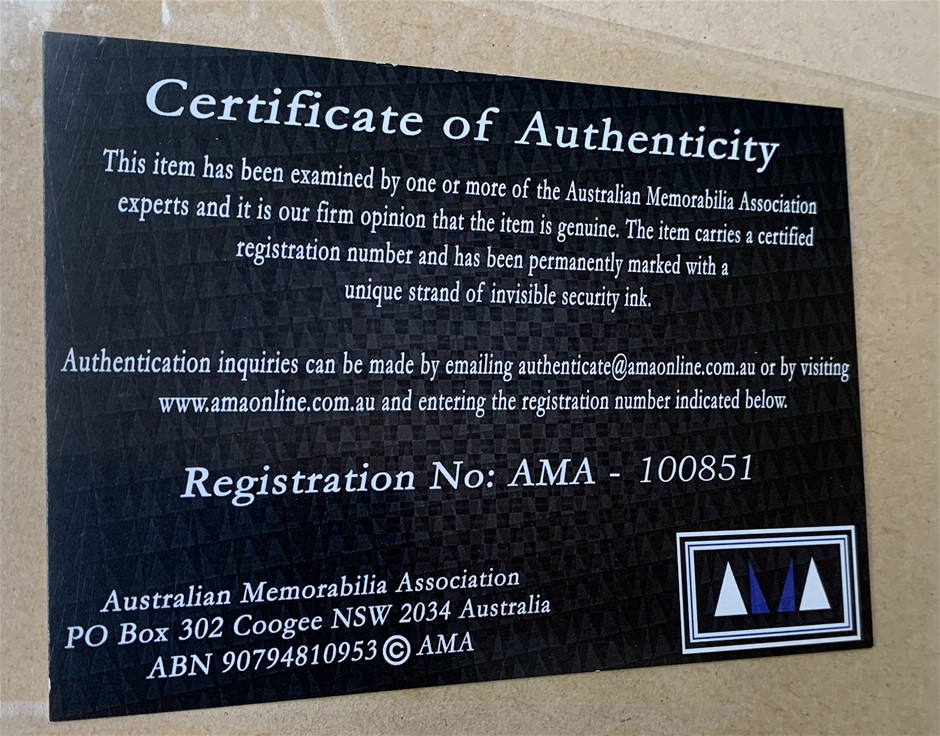 Certificate of Authenticity
This item has been examined by one or more of the Australian Memorabilia Association
experts and it is our firm opinion that the item is genuine. The item carries a certified
registration number and has been permanently marked with a
unique strand of invisible security ink.
Authentication inquiries can be made by emailing authenticate@amaonline.com.au or by visiting
www.amaonline.com.au and entering the registration number indicated below.
Registration No: AMA - 100851
Australian Memorabilia Association
PO Box 302 Coogee NSW 2034 Australia
ABN 90794810953 © AMA
AMA